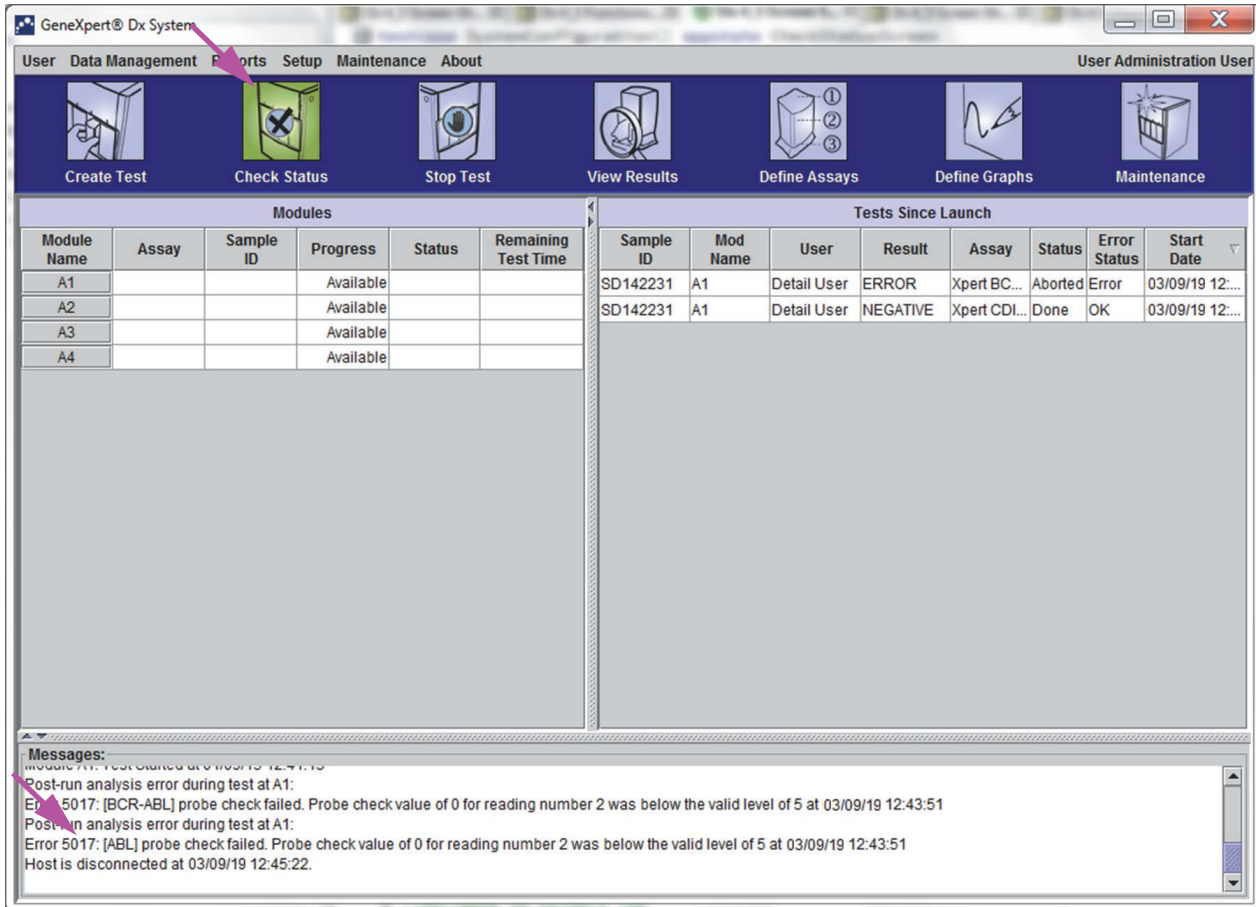 GeneXpert® Dx System
User Data Management Reports Setup Maintenance About User Administration User
Create Test Check Status Stop Test View Results Define Assays Define Graphs Maintenance
① ② ③
Modules
Module Name Assay Sample ID Progress Status Remaining Test Time
A1 Available
A2 Available
A3 Available
A4 Available
Tests Since Launch
Sample ID Mod Name User Result Assay Status Error Status Start Date
SD142231 A1 Detail User ERROR Xpert BC... Aborted Error 03/09/19 12:...
SD142231 A1 Detail User NEGATIVE Xpert CDI... Done OK 03/09/19 12:...
Messages:
Post-run analysis error during test at A1:
Error 5017: [BCR-ABL] probe check failed. Probe check value of 0 for reading number 2 was below the valid level of 5 at 03/09/19 12:43:51
Post-run analysis error during test at A1:
Error 5017: [ABL] probe check failed. Probe check value of 0 for reading number 2 was below the valid level of 5 at 03/09/19 12:43:51
Host is disconnected at 03/09/19 12:45:22.